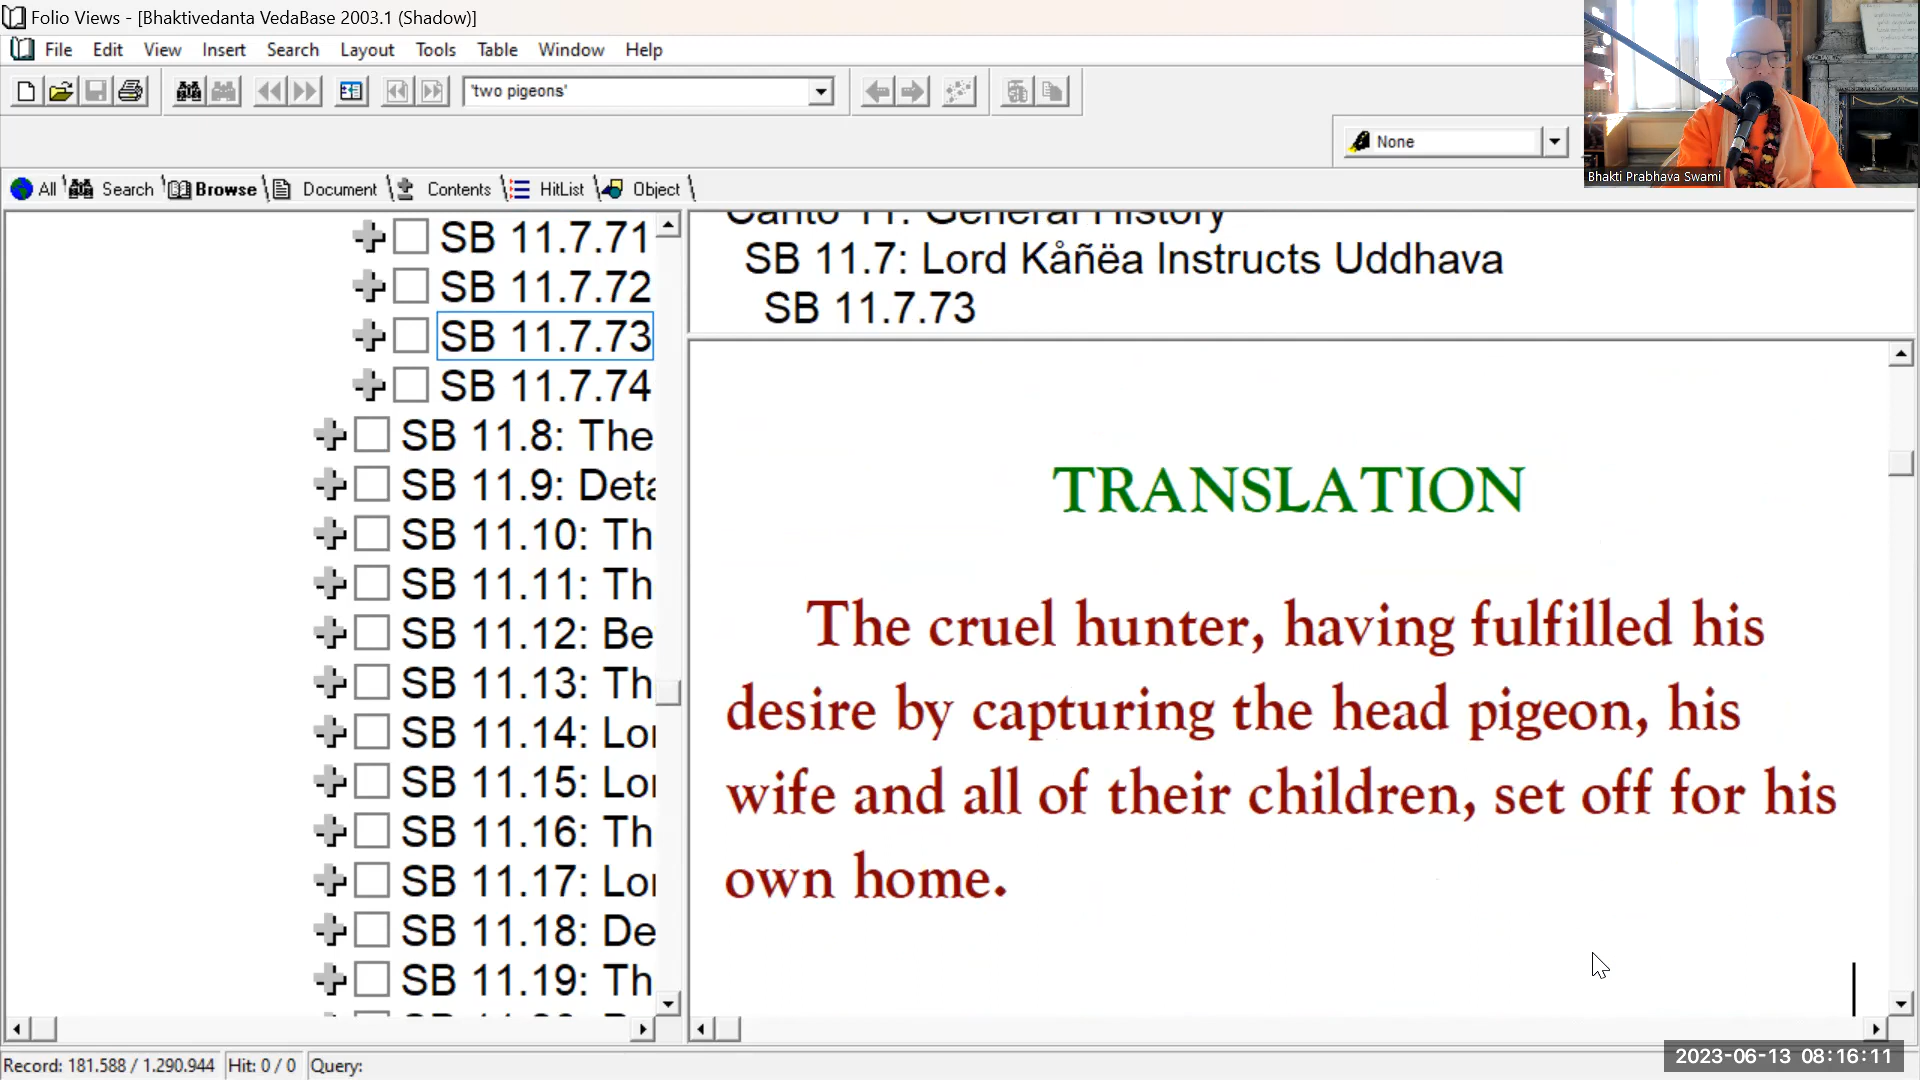 Folio Views - [Bhaktivedanta VedaBase 2003.1 (Shadow)]
File Edit View Insert Search Layout Tools Table Window Help
'two pigeons'
None
Bhakti Prabhava Swami
All Search Browse Document Contents HitList Object
SB 11.7.71
SB 11.7.72
SB 11.7.73
SB 11.7.74
SB 11.8: The
SB 11.9: Deta
SB 11.10: Th
SB 11.11: Th
SB 11.12: Be
SB 11.13: Th
SB 11.14: Lor
SB 11.15: Lor
SB 11.16: Th
SB 11.17: Lor
SB 11.18: De
SB 11.19: Th
Canto 11: General History
SB 11.7: Lord Kåñëa Instructs Uddhava
SB 11.7.73
TRANSLATION
The cruel hunter, having fulfilled his
desire by capturing the head pigeon, his
wife and all of their children, set off for his
own home.
Record: 181.588 / 1.290.944 Hit: 0 / 0 Query:
2023-06-13 08:16:11